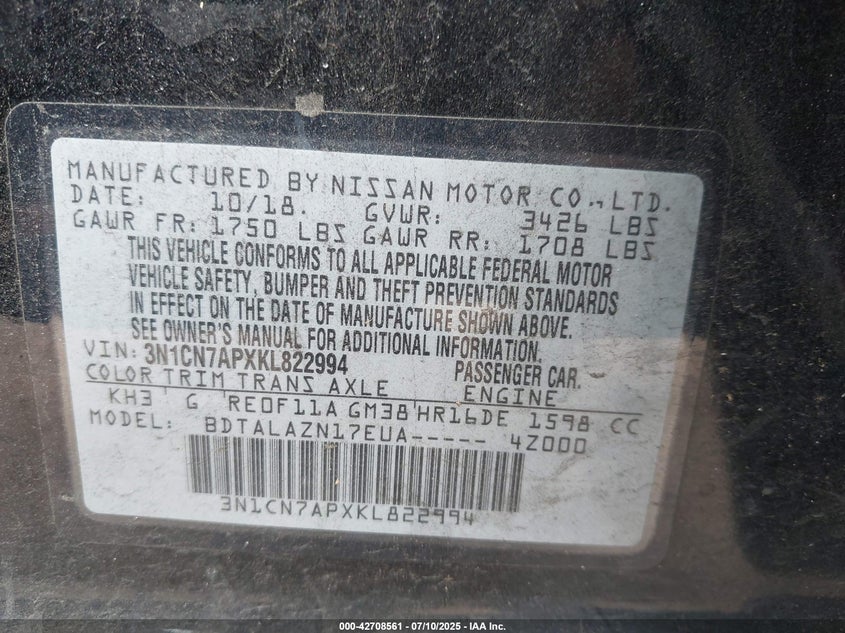 MANUFACTURED BY NISSAN MOTOR CO., LTD.
DATE: 10/18. GVWR: 3426 LBS
GAWR FR: 1750 LBS GAWR RR: 1708 LBS
THIS VEHICLE CONFORMS TO ALL APPLICABLE FEDERAL MOTOR
VEHICLE SAFETY, BUMPER AND THEFT PREVENTION STANDARDS
IN EFFECT ON THE DATE OF MANUFACTURE SHOWN ABOVE.
SEE OWNER'S MANUAL FOR ADDITIONAL INFORMATION.
VIN: 3N1CN7APXKL822994 PASSENGER CAR.
COLOR TRIM TRANS AXLE ENGINE
KH3 G RE0F11A GM38 HR16DE 1598 CC
MODEL: BDTALAZN17EUA----- 4Z000
3N1CN7APXKL822994
000-42708561 / 07/10/2025 - IAA Inc.